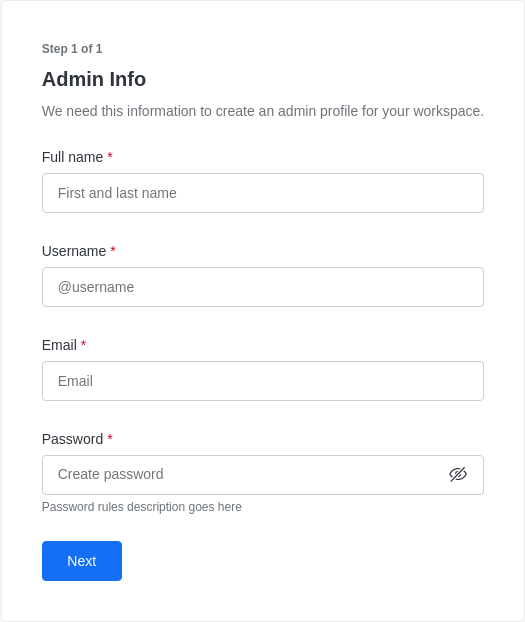 Step 1 of 1
Admin Info
We need this information to create an admin profile for your workspace.
Full name *
First and last name
Username *
@username
Email *
Email
Password *
Create password
Password rules description goes here
Next